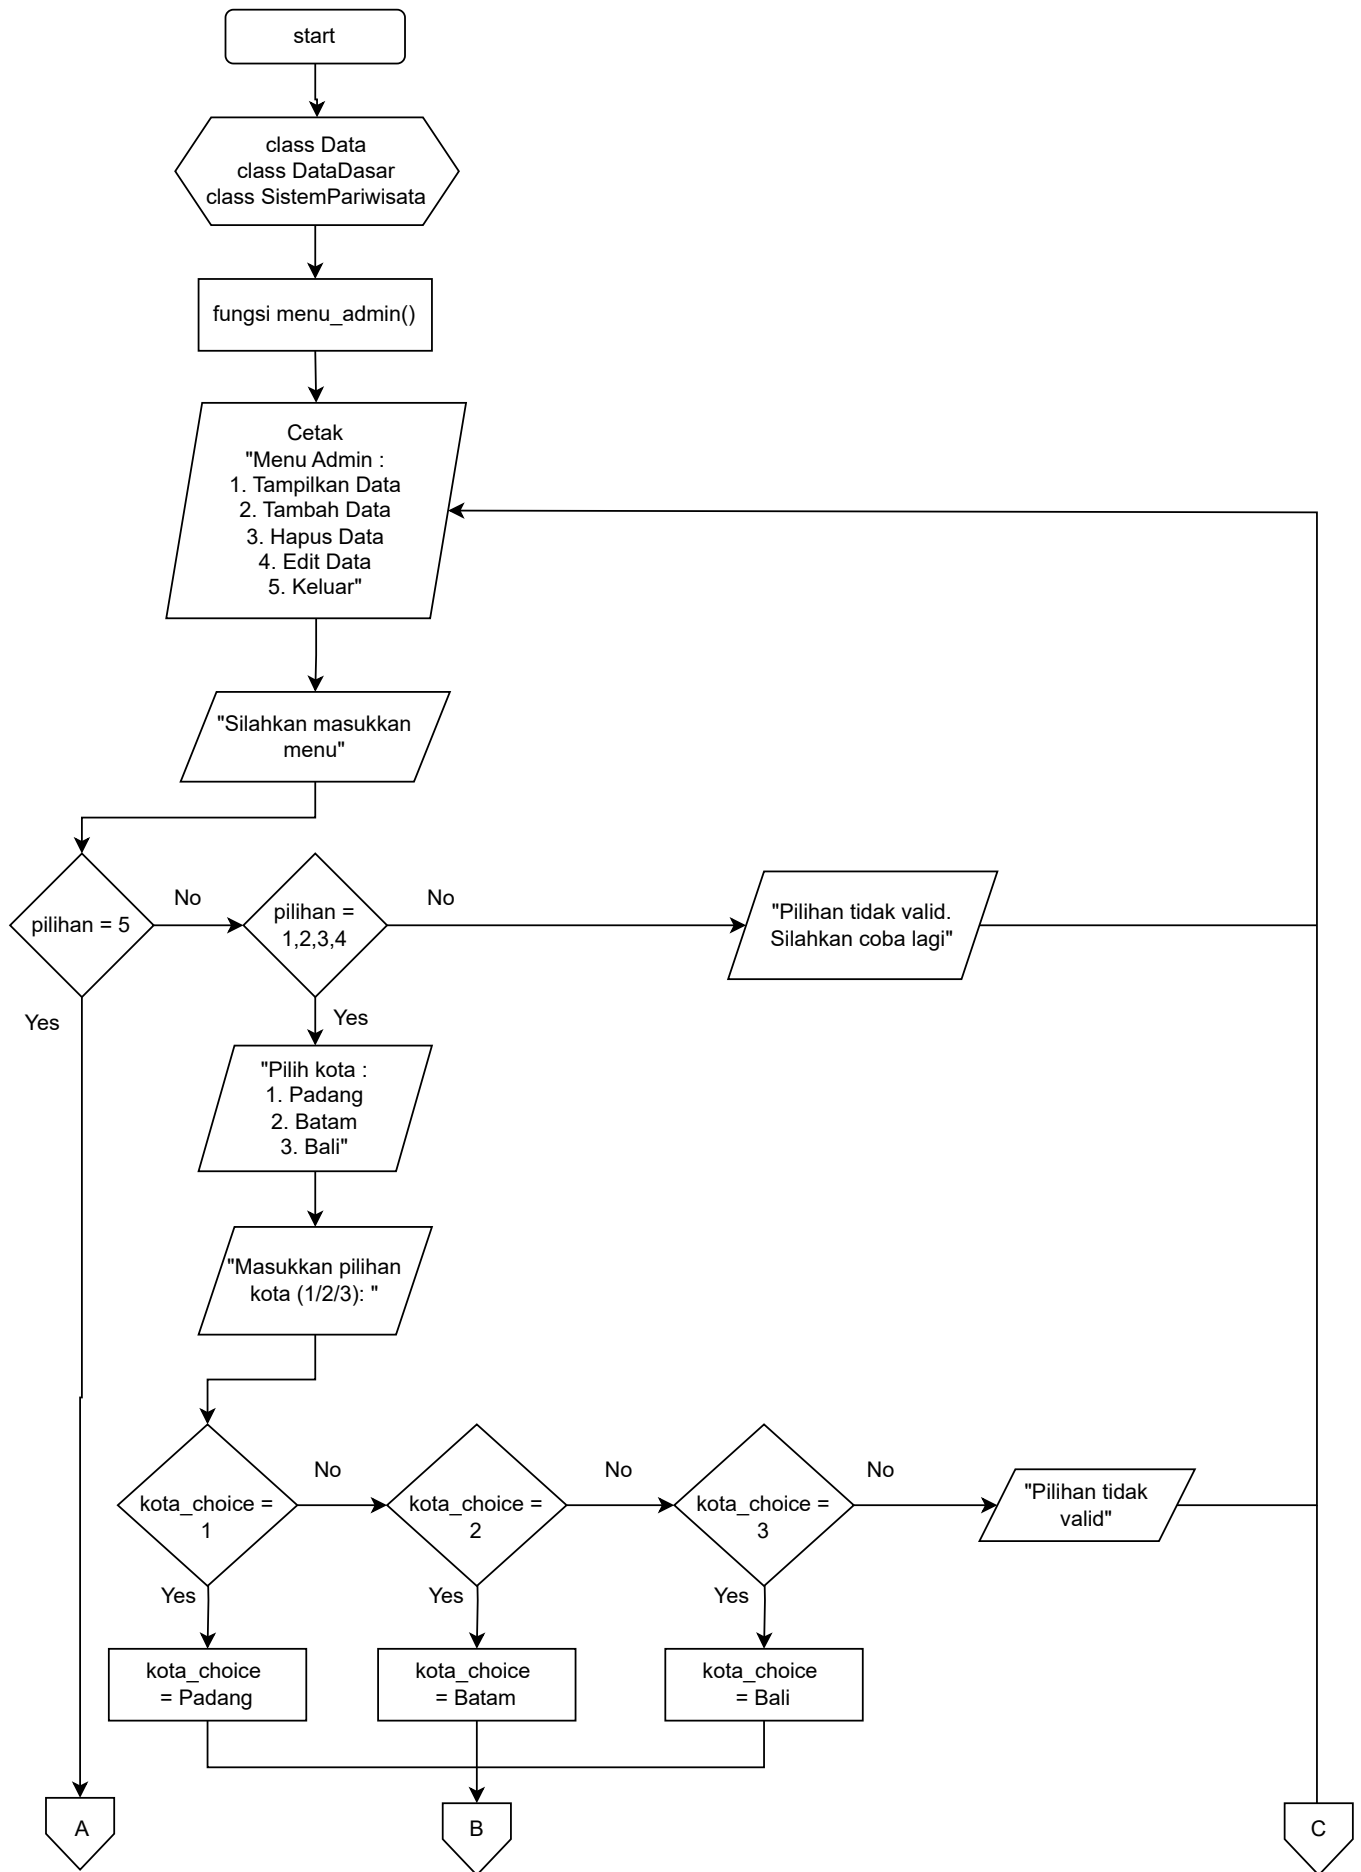 start
class Data
class DataDasar
class SistemPariwisata
fungsi menu_admin()
Cetak
"Menu Admin :
1. Tampilkan Data
2. Tambah Data
3. Hapus Data
4. Edit Data
5. Keluar"
"Silahkan masukkan
menu"
pilihan = 5
No
pilihan =
1,2,3,4
No
"Pilihan tidak valid.
Silahkan coba lagi"
Yes
Yes
"Pilih kota :
1. Padang
2. Batam
3. Bali"
"Masukkan pilihan
kota (1/2/3): "
kota_choice =
1
No
kota_choice =
2
No
kota_choice =
3
No
"Pilihan tidak
valid"
Yes
Yes
Yes
kota_choice
= Padang
kota_choice
= Batam
kota_choice
= Bali
A
B
C